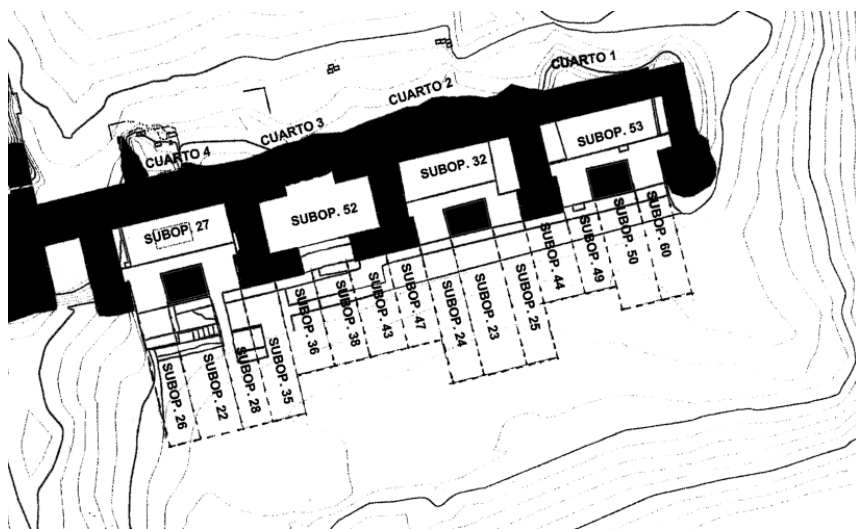 CUARTO 1
CUARTO 2
CUARTO 3
CUARTO 4
SUBOP. 53
SUBOP. 32
SUBOP. 52
SUBOP. 27
SUBOP. 26
SUBOP. 22
SUBOP. 28
SUBOP. 35
SUBOP. 36
SUBOP. 38
SUBOP. 43
SUBOP. 47
SUBOP. 24
SUBOP. 23
SUBOP. 25
SUBOP. 44
SUBOP. 49
SUBOP. 50
SUBOP. 60